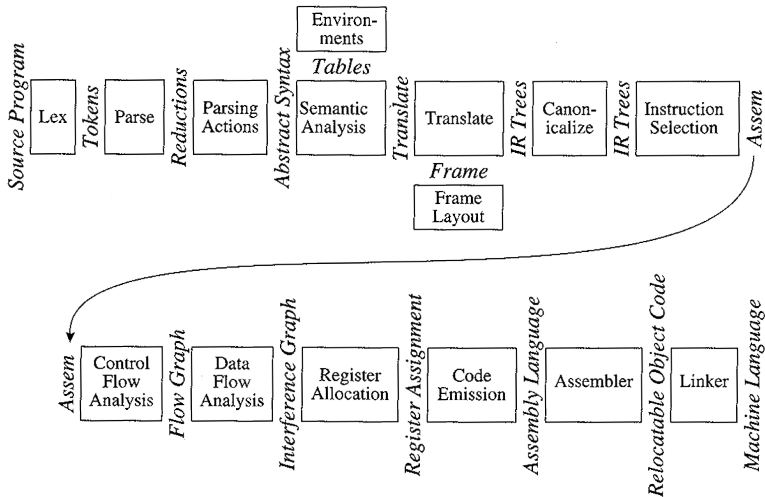 Environ-
ments
Tables
Source Program
Lex
Tokens
Parse
Reductions
Parsing
Actions
Abstract Syntax
Semantic
Analysis
Translate
Translate
IR Trees
Canon-
icalize
IR Trees
Instruction
Selection
Assem
Frame
Frame
Layout
Assem
Control
Flow
Analysis
Flow Graph
Data
Flow
Analysis
Interference Graph
Register
Allocation
Register Assignment
Code
Emission
Assembly Language
Assembler
Relocatable Object Code
Linker
Machine Language